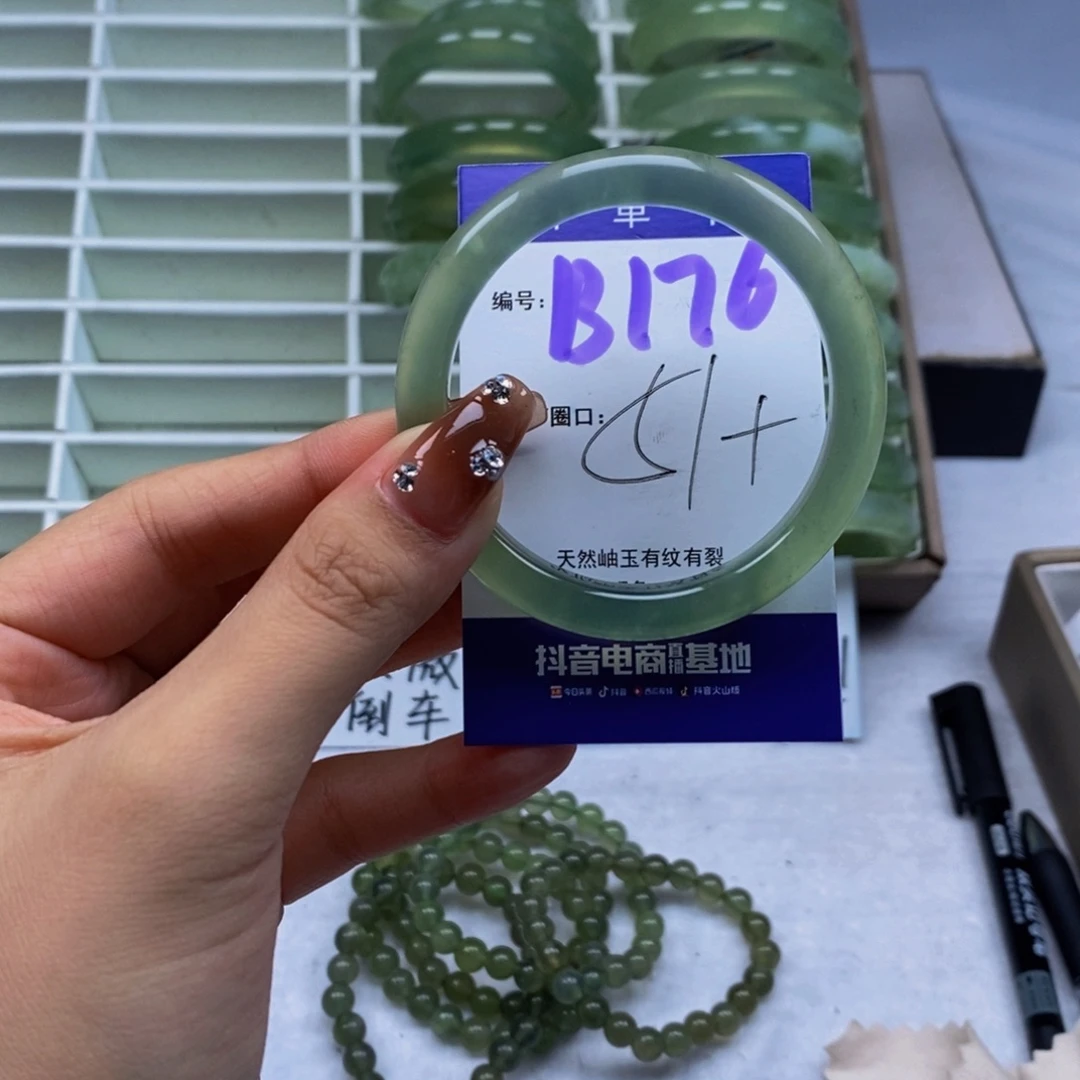 单
编号: B176
圈口: 51+
天然岫玉有纹有裂
抖音电商直播基地
今日头条 抖音 西瓜视频 抖音火山版
微
倒车